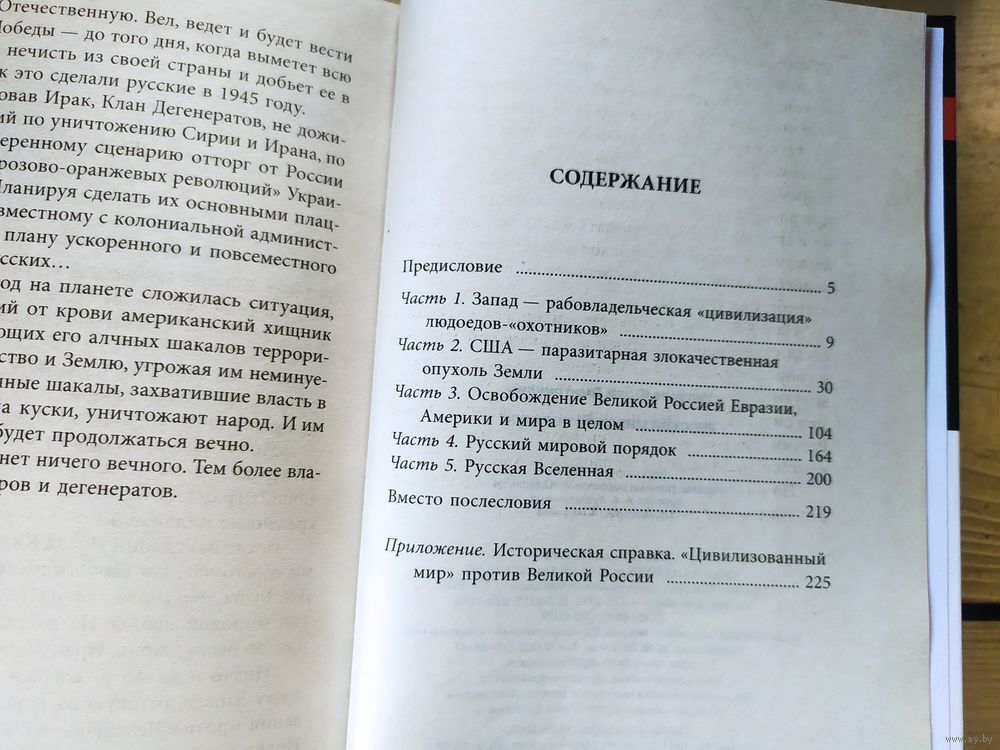 Отечественную. Вел, ведет и будет вести
Победы — до того дня, когда выметет всю
нечисть из своей страны и добьет ее в
к это сделали русские в 1945 году.
овав Ирак, Клан Дегенератов, не дожи-
ий по уничтожению Сирии и Ирана, по
еренному сценарию отторг от России
розово-оранжевых революций» Украи-
Планируя сделать их основными плац-
вместному с колониальной админист-
плану ускоренного и повсеместного
сских...
од на планете сложилась ситуация,
ий от крови американский хищник
ющих его алчных шакалов террори-
ство и Землю, угрожая им неминуе-
ные шакалы, захватившие власть в
а куски, уничтожают народ. И им
будет продолжаться вечно.
нет ничего вечного. Тем более вла-
ров и дегенератов.
СОДЕРЖАНИЕ
Предисловие ........ 5
Часть 1. Запад — рабовладельческая «цивилизация»
людоедов-«охотников» ........ 9
Часть 2. США — паразитарная злокачественная
опухоль Земли ........ 30
Часть 3. Освобождение Великой Россией Евразии,
Америки и мира в целом ........ 104
Часть 4. Русский мировой порядок ........ 164
Часть 5. Русская Вселенная ........ 200
Вместо послесловия ........ 219
Приложение. Историческая справка. «Цивилизованный
мир» против Великой России ........ 225
www.ay.by